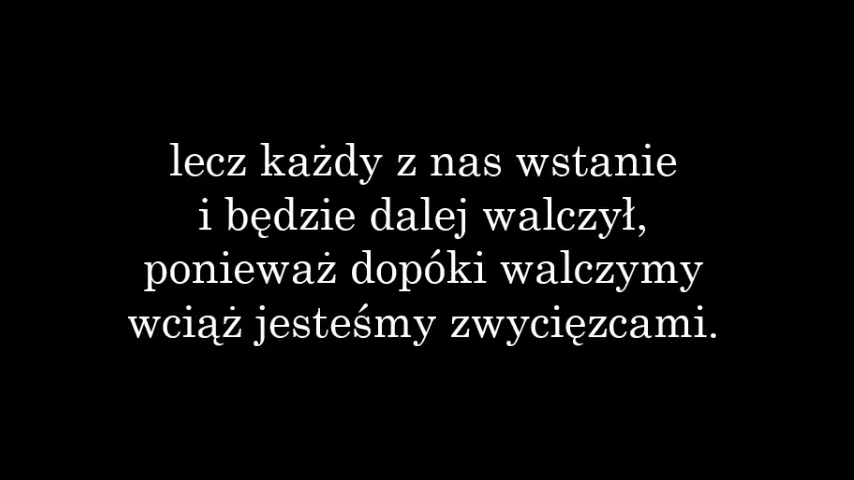 lecz każdy z nas wstanie
i będzie dalej walczył,
ponieważ dopóki walczymy
wciąż jesteśmy zwycięzcami.